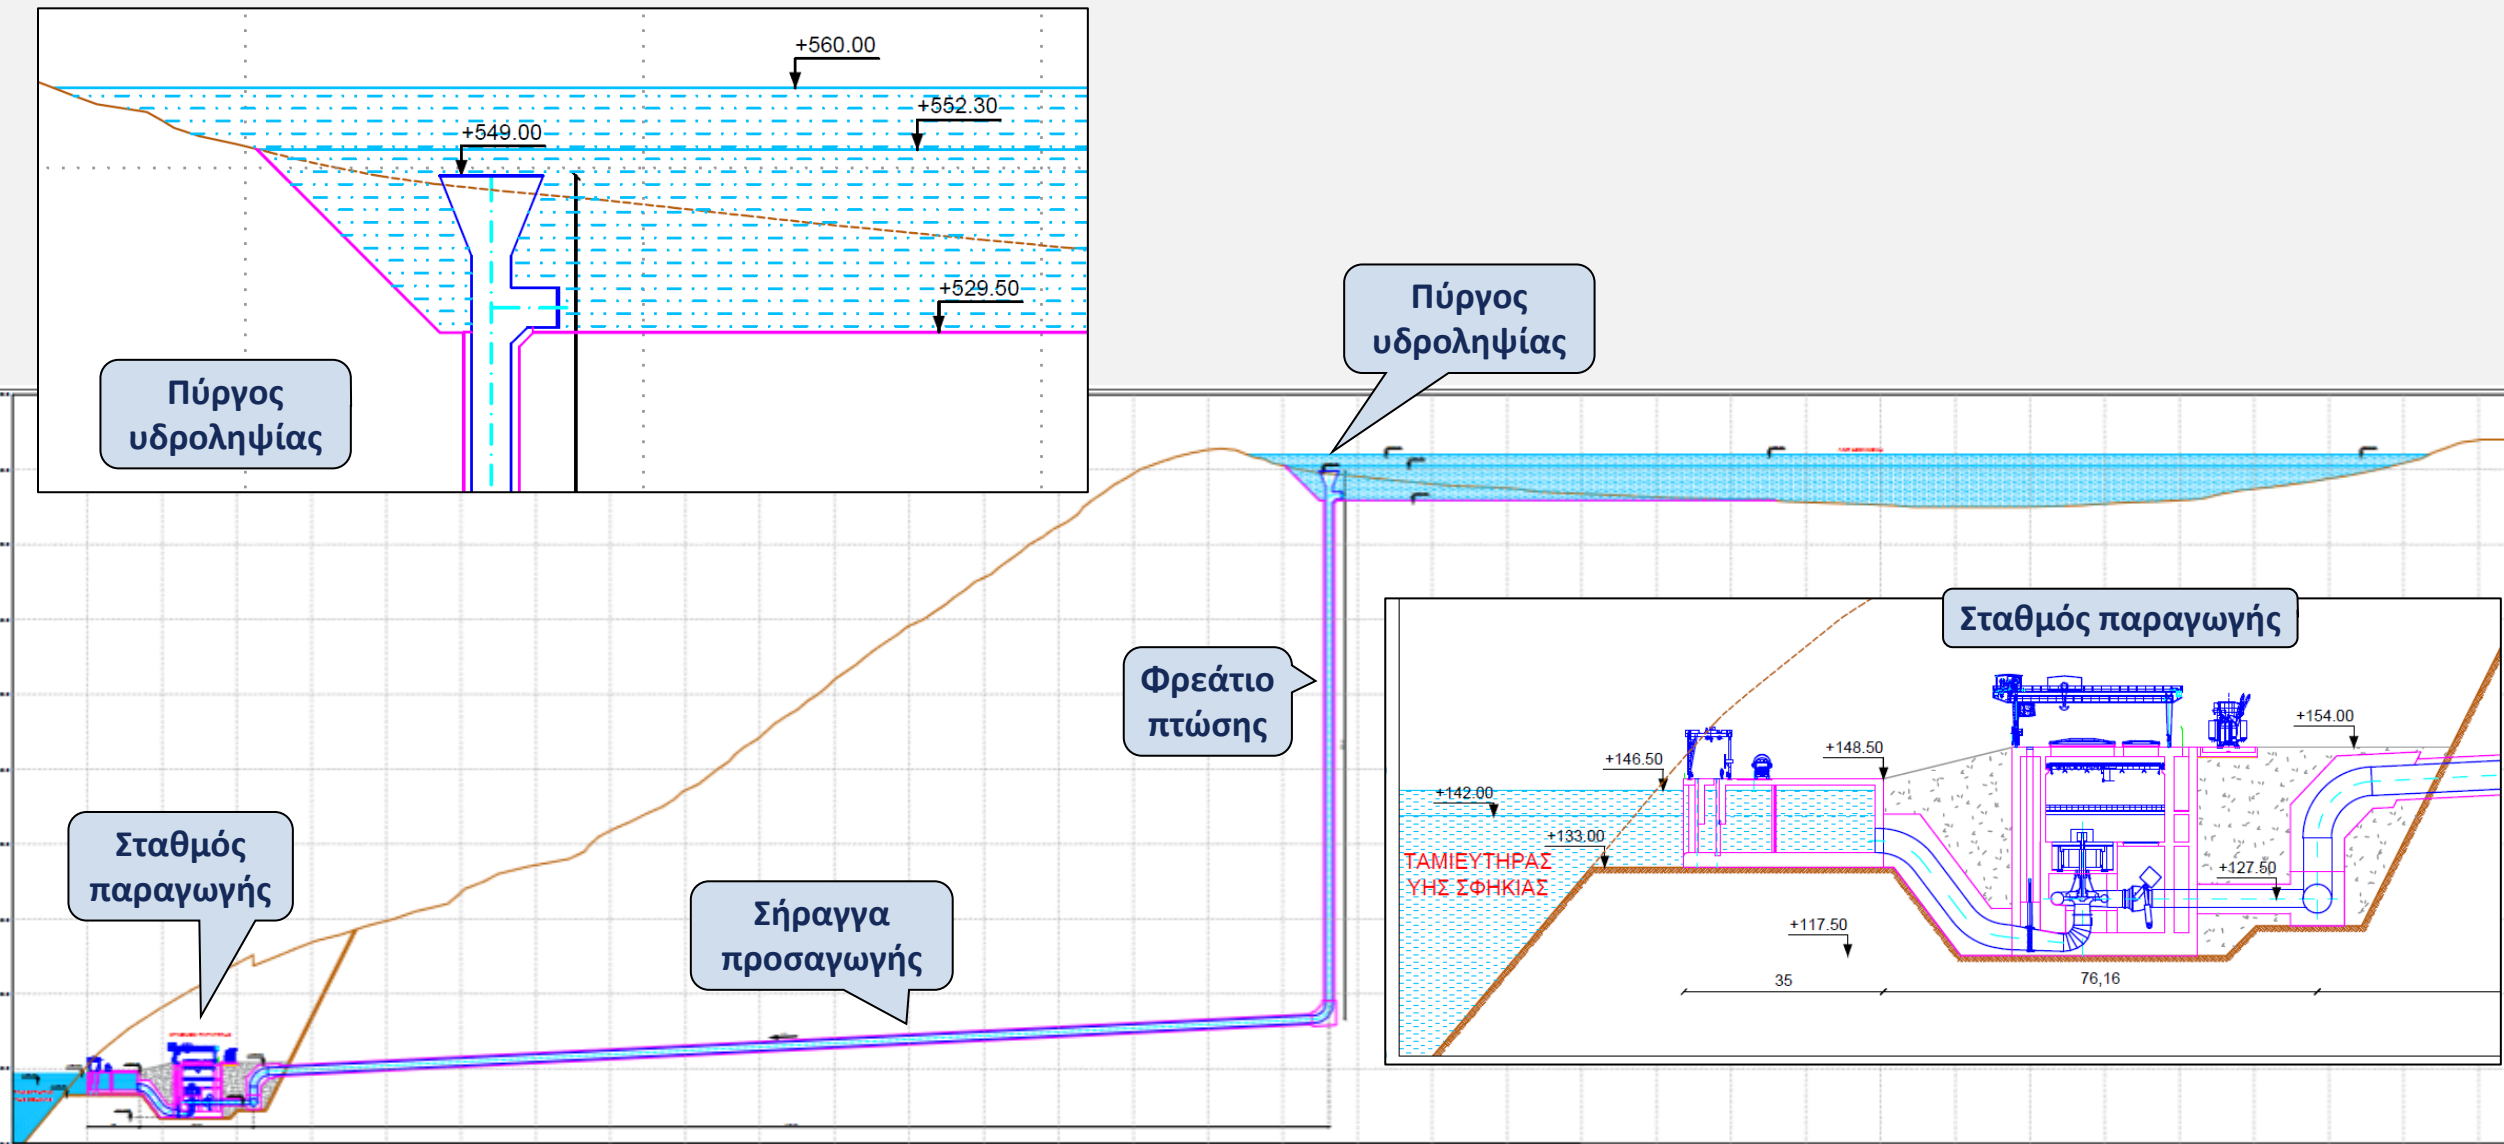 +560.00
+552.30
+549.00
+529.50
Πύργος
υδροληψίας
Πύργος
υδροληψίας
Φρεάτιο
πτώσης
Σταθμός παραγωγής
+154.00
+148.50
+146.50
+142.00
+133.00
ΤΑΜΙΕΥΤΗΡΑΣ
ΥΗΣ ΣΦΗΚΙΑΣ
+127.50
+117.50
35
76,16
Σταθμός
παραγωγής
Σήραγγα
προσαγωγής